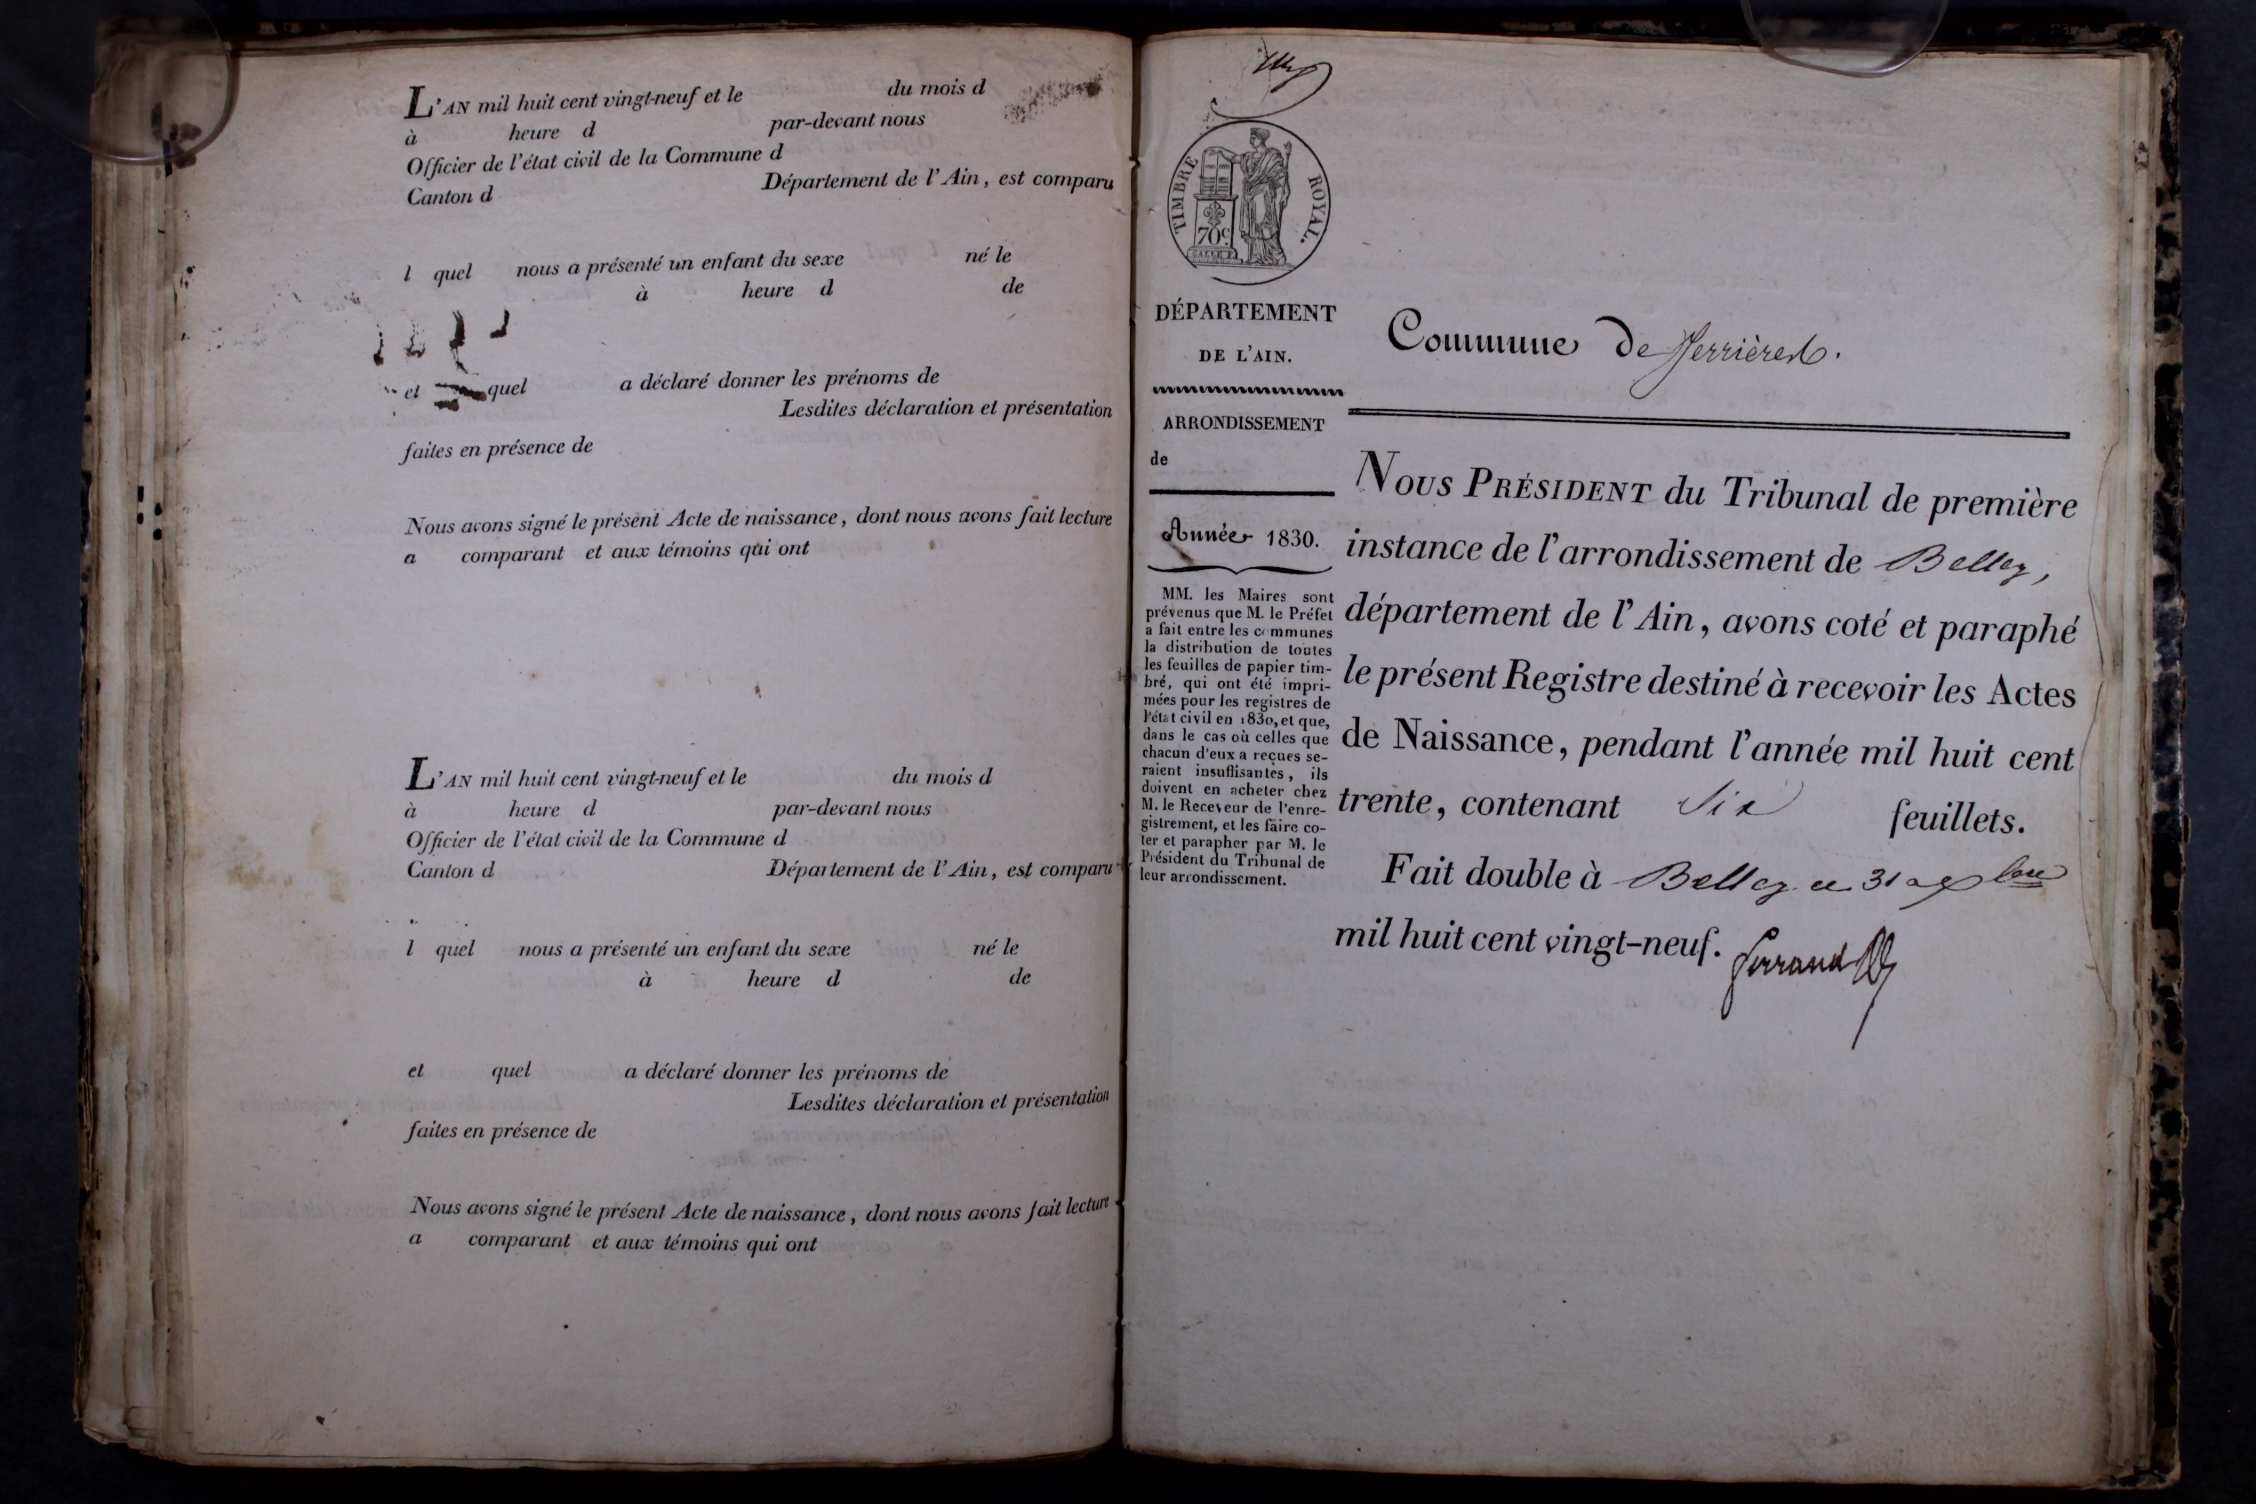 L'AN mil huit cent vingt-neuf et le du mois d
à heure d par-devant nous
Officier de l'état civil de la Commune d
Canton d Département de l'Ain, est comparu
l quel nous a présenté un enfant du sexe né le
à heure d de
et quel a déclaré donner les prénoms de
Lesdites déclaration et présentation
faites en présence de
Nous avons signé le présent Acte de naissance, dont nous avons fait lecture
a comparant et aux témoins qui ont
L'AN mil huit cent vingt-neuf et le du mois d
à heure d par-devant nous
Officier de l'état civil de la Commune d
Canton d Département de l'Ain, est comparu
l quel nous a présenté un enfant du sexe né le
à heure d de
et quel a déclaré donner les prénoms de
Lesdites déclaration et présentation
faites en présence de
Nous avons signé le présent Acte de naissance, dont nous avons fait lecture
a comparant et aux témoins qui ont
TIMBRE ROYAL.
70c
DÉPARTEMENT
DE L'AIN.
ARRONDISSEMENT
de
Année 1830.
MM. les Maires sont
prévenus que M. le Préfet
a fait entre les communes
la distribution de toutes
les feuilles de papier tim-
bré, qui ont été impri-
mées pour les registres de
l'état civil en 1830, et que,
dans le cas où celles que
chacun d'eux a reçues se-
raient insuffisantes, ils
doivent en acheter chez
M. le Receveur de l'enre-
gistrement, et les faire co-
ter et parapher par M. le
Président du Tribunal de
leur arrondissement.
Commune de
NOUS PRÉSIDENT du Tribunal de première
instance de l'arrondissement de Belley,
département de l'Ain, avons coté et paraphé
le présent Registre destiné à recevoir les Actes
de Naissance, pendant l'année mil huit cent
trente, contenant Six feuillets.
Fait double à Belley ce 31 xbre
mil huit cent vingt-neuf.